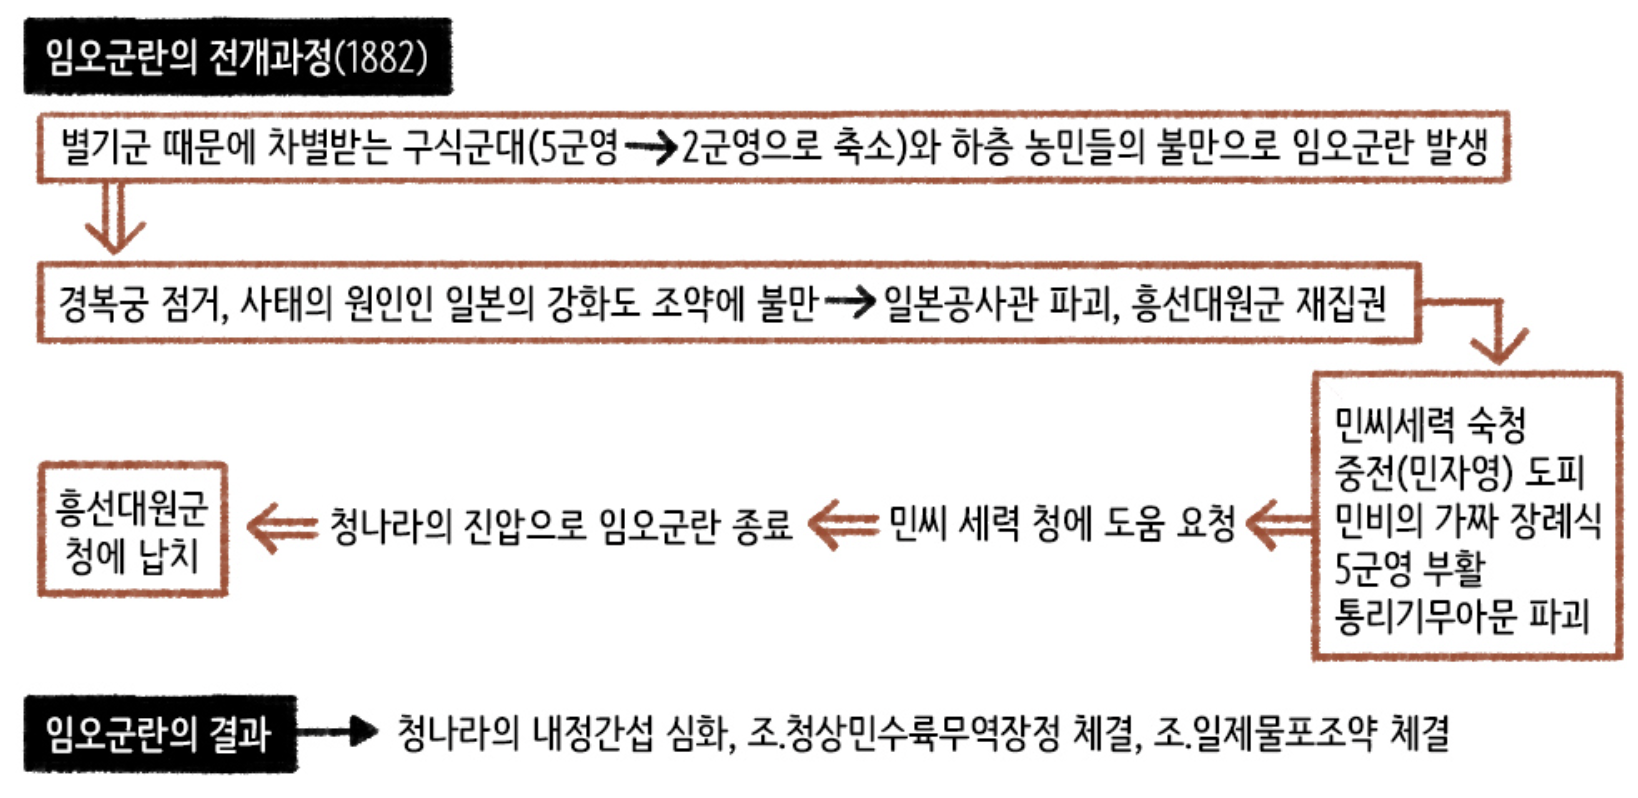 임오군란의 전개과정(1882)
별기군 때문에 차별받는 구식군대(5군영→2군영으로 축소)와 하층 농민들의 불만으로 임오군란 발생
경복궁 점거, 사태의 원인인 일본의 강화도 조약에 불만→일본공사관 파괴, 흥선대원군 재집권
민씨세력 숙청
중전(민자영) 도피
민비의 가짜 장례식
5군영 부활
통리기무아문 파괴
민씨 세력 청에 도움 요청
청나라의 진압으로 임오군란 종료
흥선대원군
청에 납치
임오군란의 결과 → 청나라의 내정간섭 심화, 조.청상민수륙무역장정 체결, 조.일제물포조약 체결